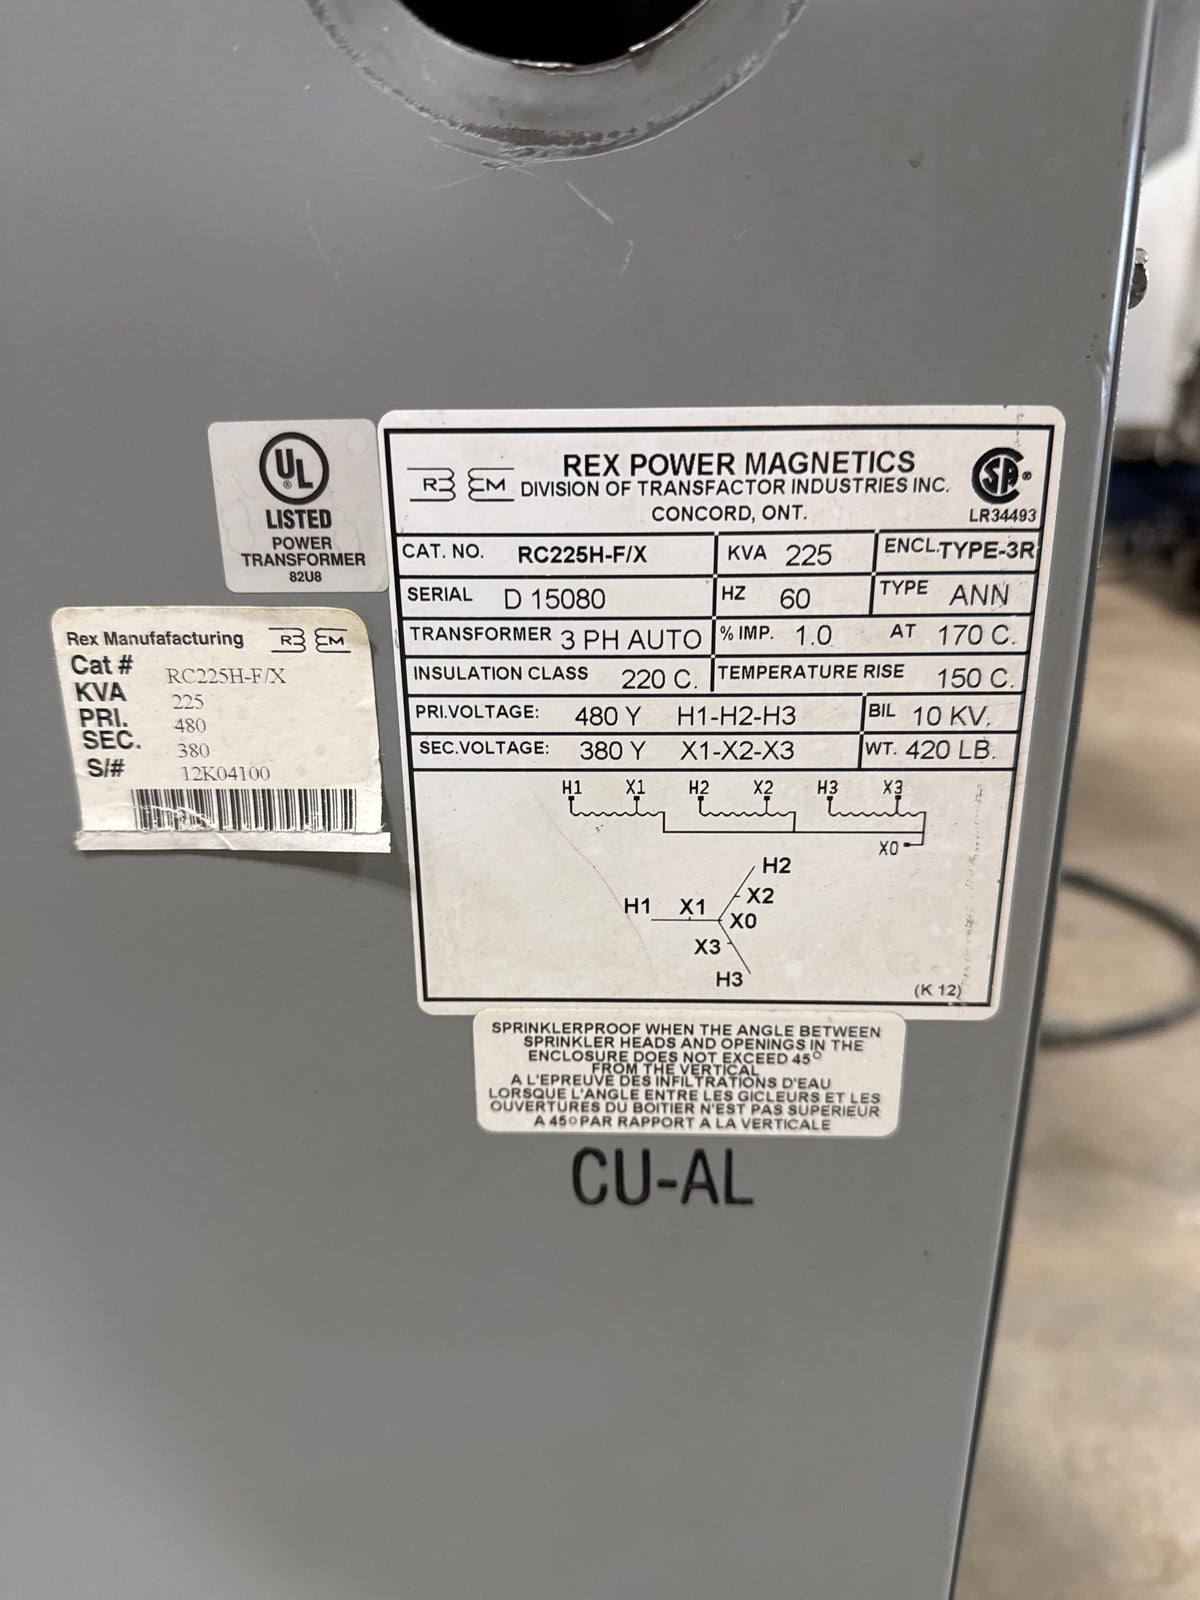 UL
®
LISTED
POWER
TRANSFORMER
82U8
Rex Manufafacturing
Cat # RC225H-F/X
KVA 225
PRI. 480
SEC. 380
S/# 12K04100
REX POWER MAGNETICS
DIVISION OF TRANSFACTOR INDUSTRIES INC.
CONCORD, ONT.
LR34493
CAT. NO. RC225H-F/X KVA 225 ENCL. TYPE-3R
SERIAL D 15080 HZ 60 TYPE ANN
TRANSFORMER 3 PH AUTO % IMP. 1.0 AT 170 C.
INSULATION CLASS 220 C. TEMPERATURE RISE 150 C.
PRI.VOLTAGE: 480 Y H1-H2-H3 BIL 10 KV.
SEC.VOLTAGE: 380 Y X1-X2-X3 WT. 420 LB.
H1 X1 H2 X2 H3 X3
X0
H2
X2
H1 X1
X0
X3
H3
(K 12)
SPRINKLERPROOF WHEN THE ANGLE BETWEEN
SPRINKLER HEADS AND OPENINGS IN THE
ENCLOSURE DOES NOT EXCEED 45°
FROM THE VERTICAL
A L'EPREUVE DES INFILTRATIONS D'EAU
LORSQUE L'ANGLE ENTRE LES GICLEURS ET LES
OUVERTURES DU BOITIER N'EST PAS SUPERIEUR
A 45° PAR RAPPORT A LA VERTICALE
CU-AL